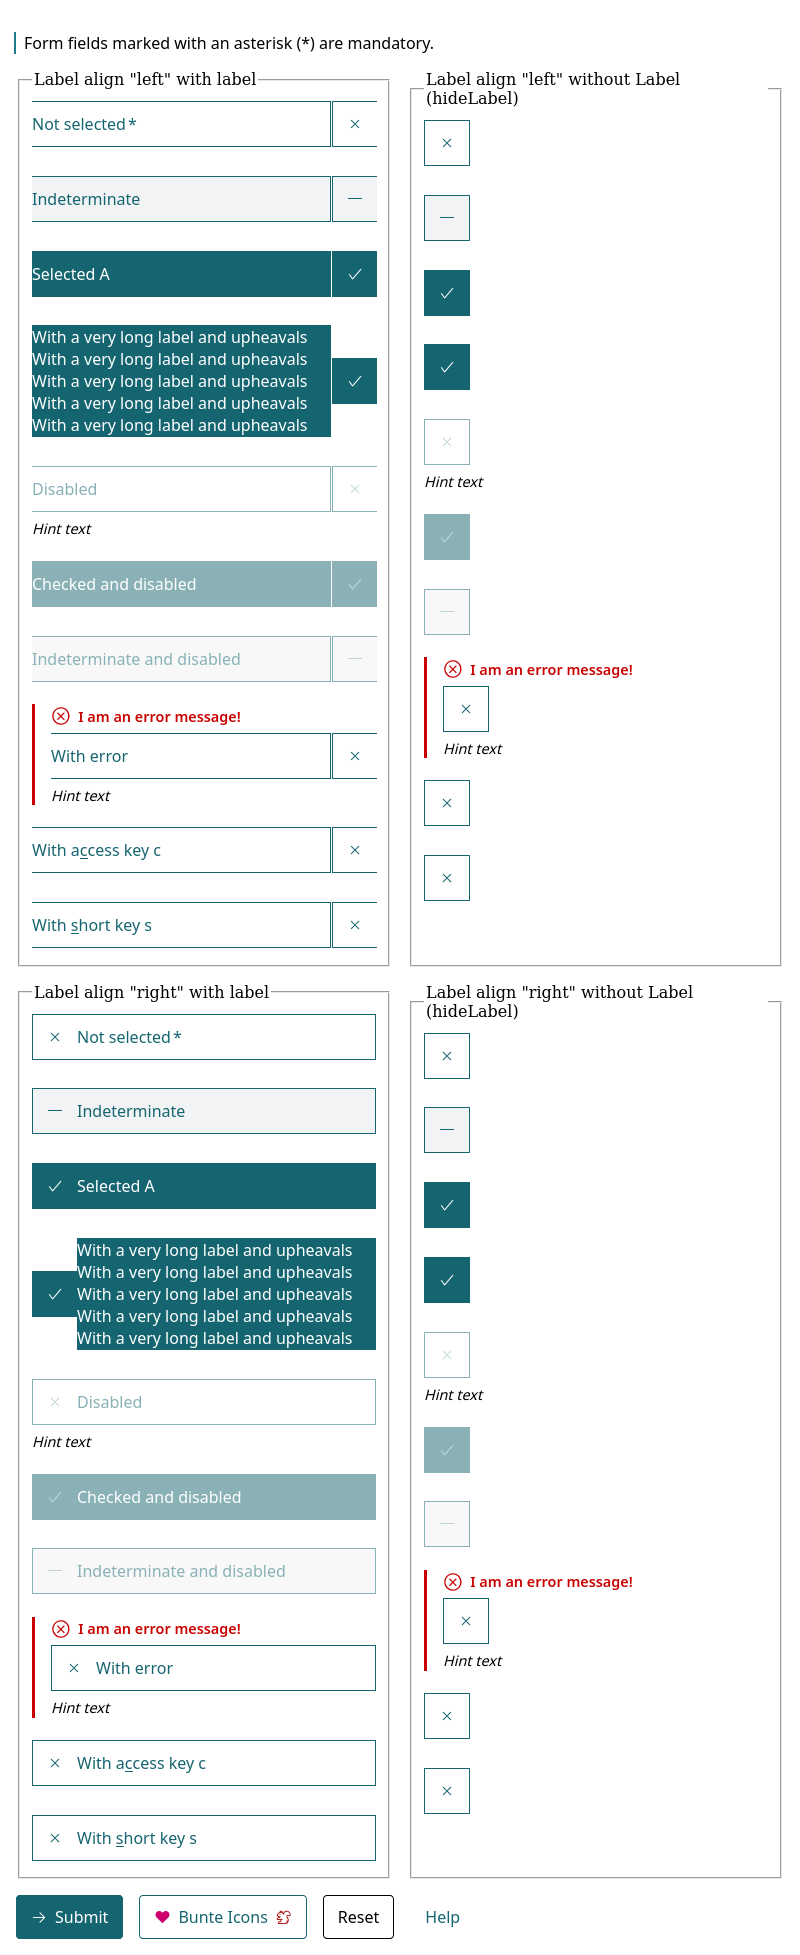 Form fields marked with an asterisk (*) are mandatory.
Label align "left" with label
Not selected*
Indeterminate
Selected A
With a very long label and upheavals
With a very long label and upheavals
With a very long label and upheavals
With a very long label and upheavals
With a very long label and upheavals
Disabled
Hint text
Checked and disabled
Indeterminate and disabled
I am an error message!
With error
Hint text
With access key c
With short key s
Label align "left" without Label
(hideLabel)
Hint text
I am an error message!
Hint text
Label align "right" with label
Not selected*
Indeterminate
Selected A
With a very long label and upheavals
With a very long label and upheavals
With a very long label and upheavals
With a very long label and upheavals
With a very long label and upheavals
Disabled
Hint text
Checked and disabled
Indeterminate and disabled
I am an error message!
With error
Hint text
With access key c
With short key s
Label align "right" without Label
(hideLabel)
Hint text
I am an error message!
Hint text
Submit
Bunte Icons
Reset
Help